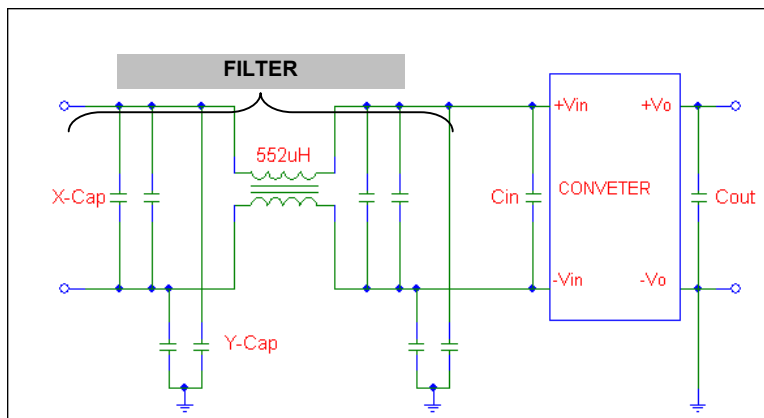 FILTER
+Vin
+Vo
552uH
X-Cap
Cin
CONVETER
Cout
-Vin
-Vo
Y-Cap